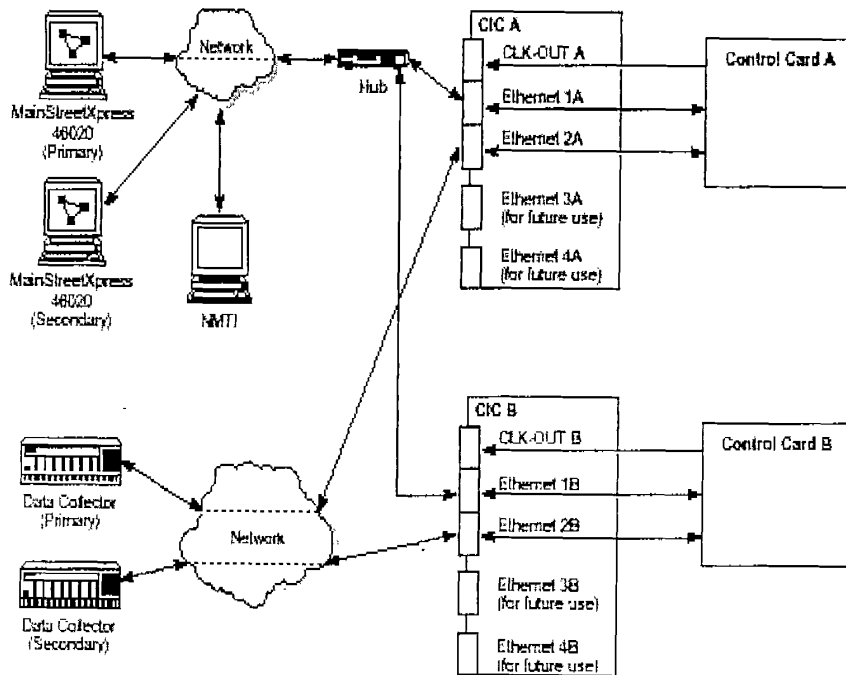 CIC A
Network
CLK-OUT A
Control Card A
Hub
MainStreetXpress
46020
(Primary)
Ethernet 1A
Ethernet 2A
Ethernet 3A
(for future use)
Ethernet 4A
(for future use)
MainStreetXpress
46020
(Secondary)
NMTI
CIC B
CLK-OUT B
Control Card B
Ethernet 1B
Ethernet 2B
Ethernet 3B
(for future use)
Ethernet 4B
(for future use)
Data Collector
(Primary)
Network
Data Collector
(Secondary)